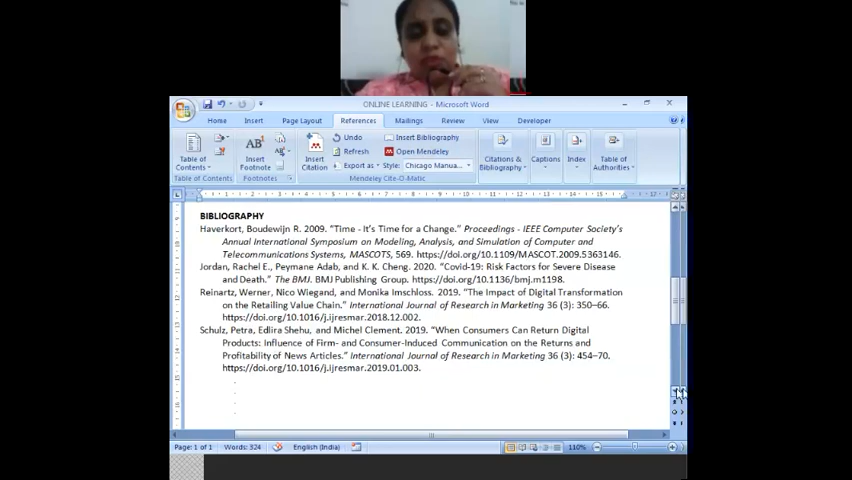 ONLINE LEARNING - Microsoft Word
Home Insert Page Layout References Mailings Review View Developer
Table of Contents
Insert Footnote
Insert Citation
Undo
Refresh
Export as
Insert Bibliography
Open Mendeley
Style: Chicago Manua...
Citations & Bibliography
Captions
Index
Table of Authorities
Table of Contents Footnotes Mendeley Cite-O-Matic
BIBLIOGRAPHY
Haverkort, Boudewijn R. 2009. “Time - It’s Time for a Change.” Proceedings - IEEE Computer Society’s
Annual International Symposium on Modeling, Analysis, and Simulation of Computer and
Telecommunications Systems, MASCOTS, 569. https://doi.org/10.1109/MASCOT.2009.5363146.
Jordan, Rachel E., Peymane Adab, and K. K. Cheng. 2020. “Covid-19: Risk Factors for Severe Disease
and Death.” The BMJ. BMJ Publishing Group. https://doi.org/10.1136/bmj.m1198.
Reinartz, Werner, Nico Wiegand, and Monika Imschloss. 2019. “The Impact of Digital Transformation
on the Retailing Value Chain.” International Journal of Research in Marketing 36 (3): 350–66.
https://doi.org/10.1016/j.ijresmar.2018.12.002.
Schulz, Petra, Edlira Shehu, and Michel Clement. 2019. “When Consumers Can Return Digital
Products: Influence of Firm- and Consumer-Induced Communication on the Returns and
Profitability of News Articles.” International Journal of Research in Marketing 36 (3): 454–70.
https://doi.org/10.1016/j.ijresmar.2019.01.003.
Page: 1 of 1 Words: 324 English (India) 110%